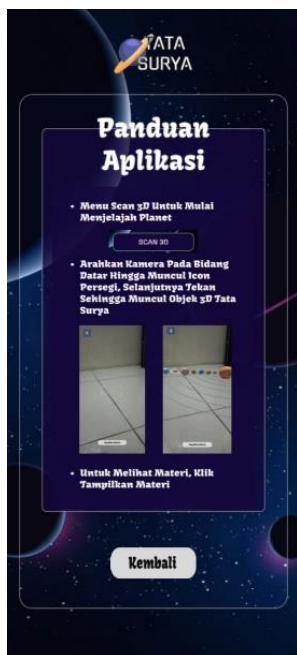 TATA
SURYA
Panduan
Aplikasi
• Menu Scan 3D Untuk Mulai
Menjelajah Planet
SCAN 3D
• Arahkan Kamera Pada Bidang
Datar Hingga Muncul Icon
Persegi, Selanjutnya Tekan
Sehingga Muncul Objek 3D Tata
Surya
• Untuk Melihat Materi, Klik
Tampilkan Materi
Kembali